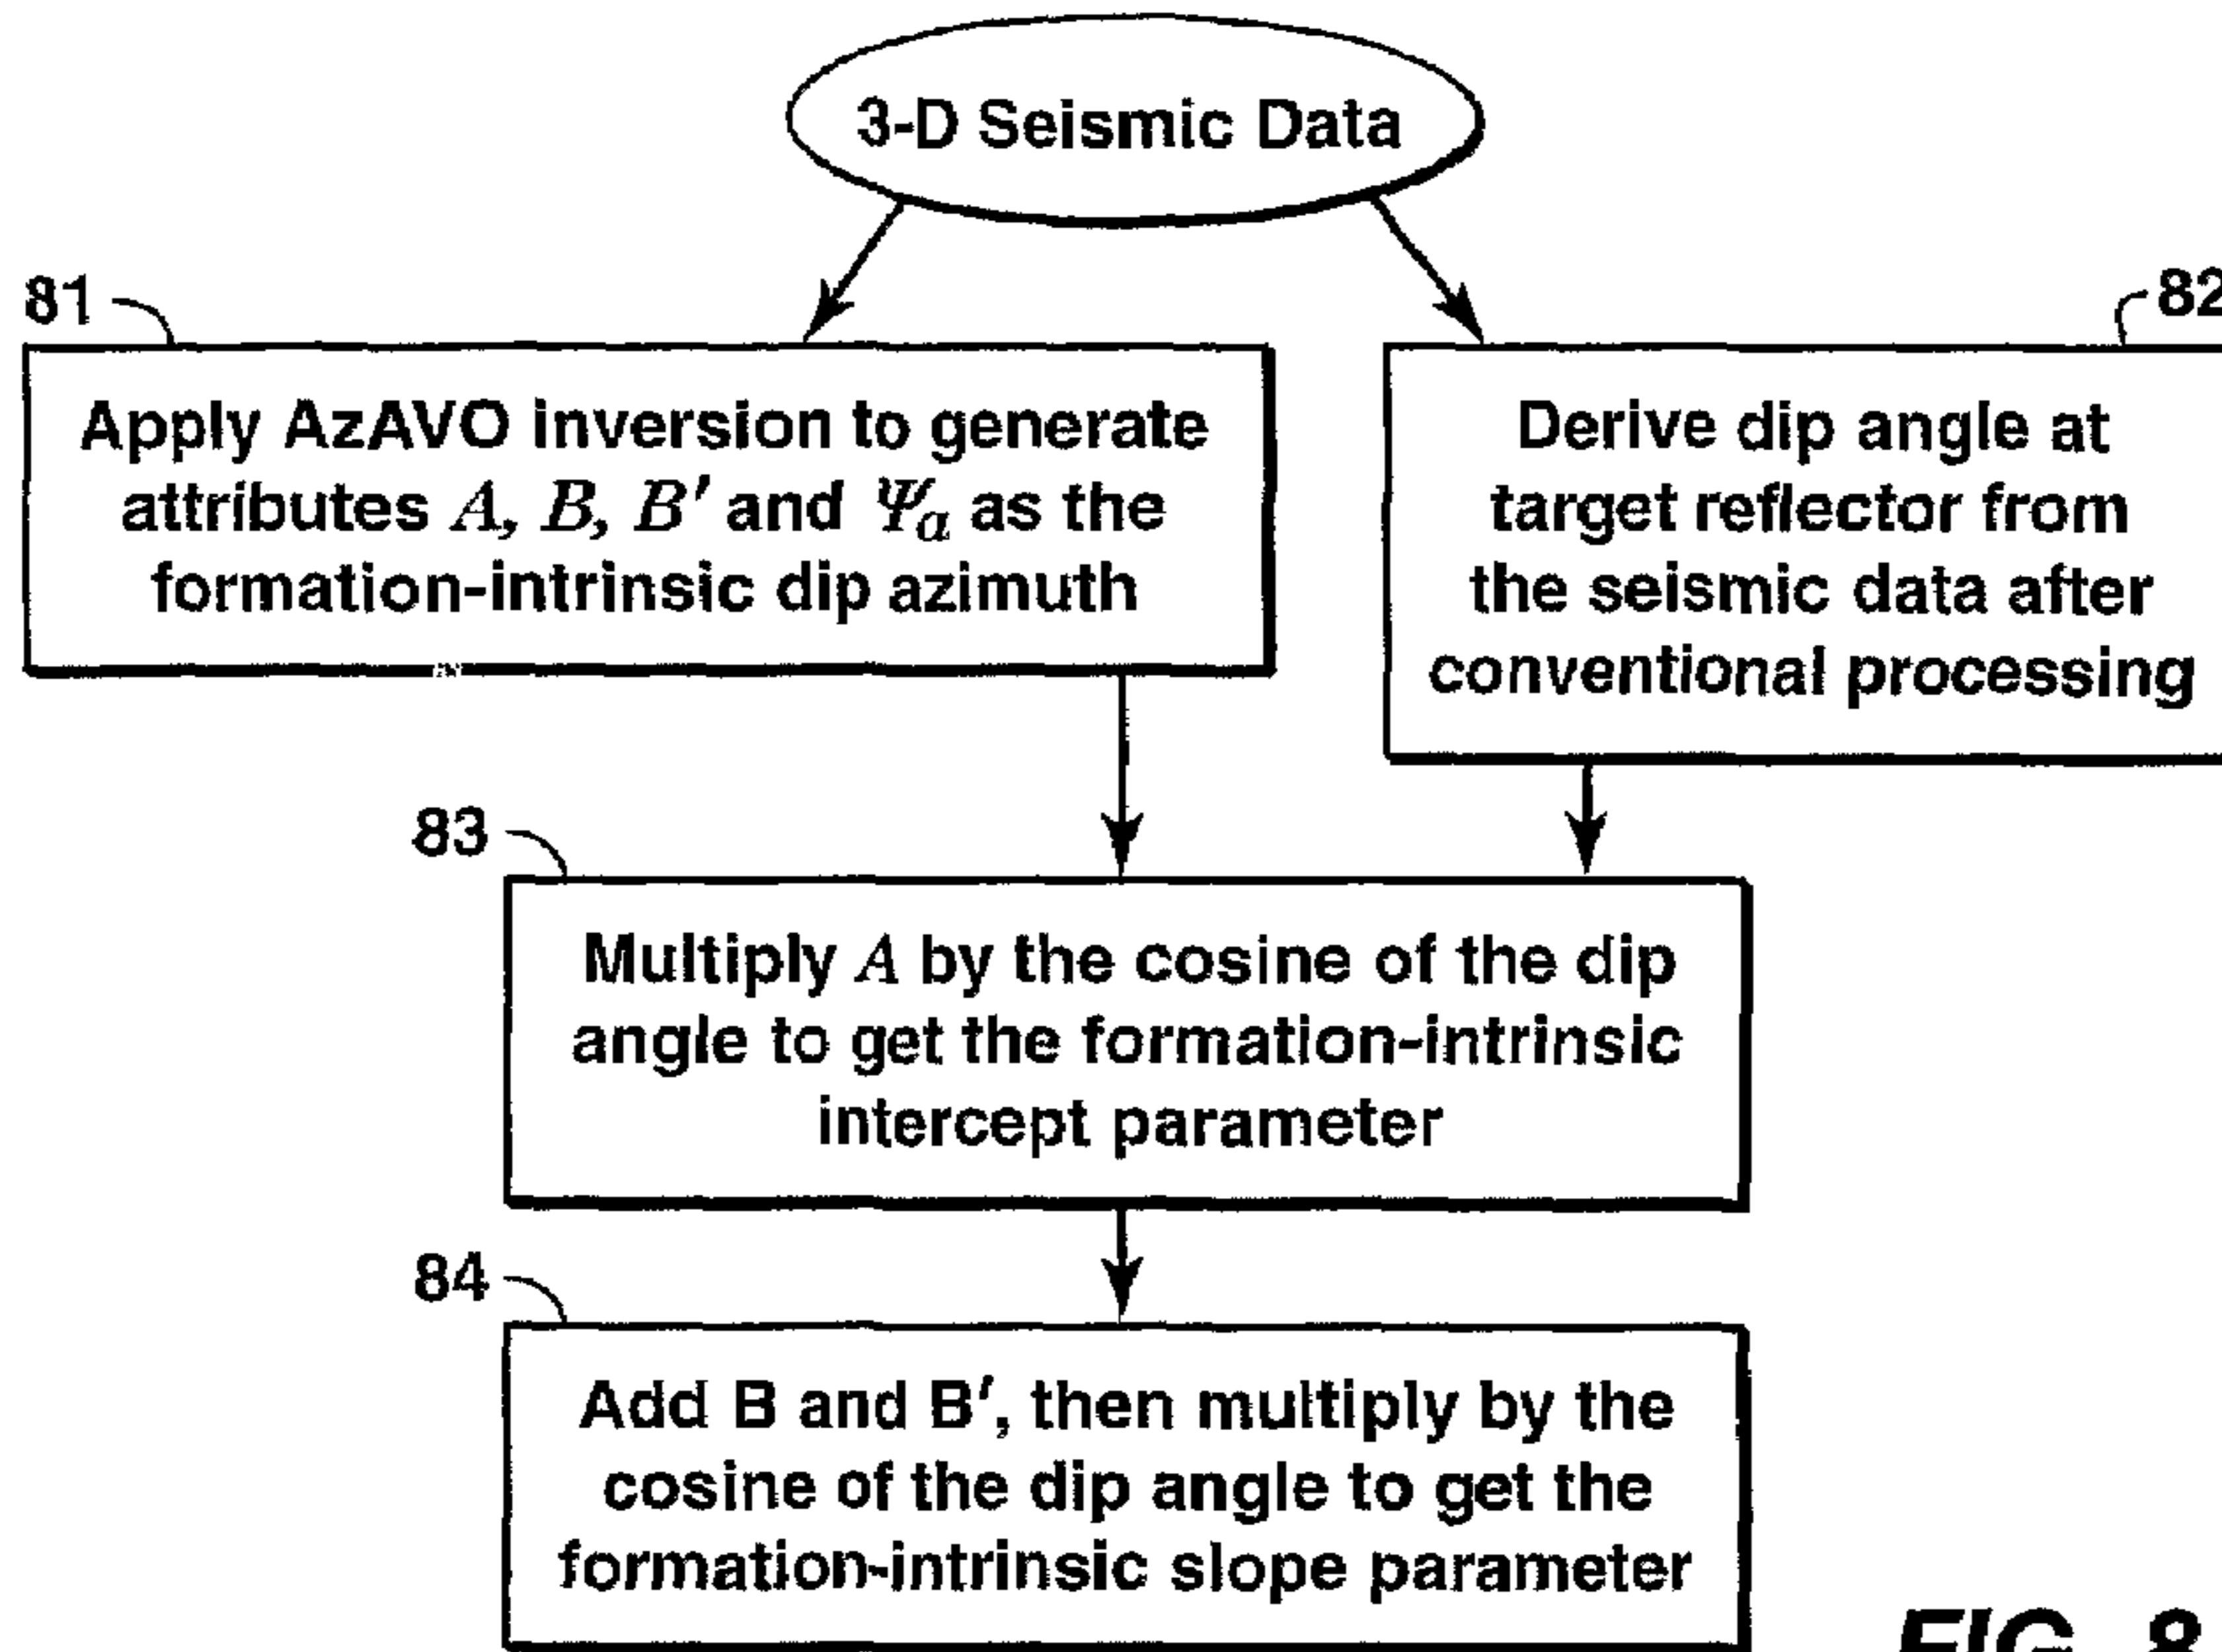 3-D Seismic Data
81
Apply AzAVO inversion to generate
attributes A, B, B′ and Ψa as the
formation-intrinsic dip azimuth
82
Derive dip angle at
target reflector from
the seismic data after
conventional processing
83
Multiply A by the cosine of the dip
angle to get the formation-intrinsic
intercept parameter
84
Add B and B′, then multiply by the
cosine of the dip angle to get the
formation-intrinsic slope parameter
FIG. 8